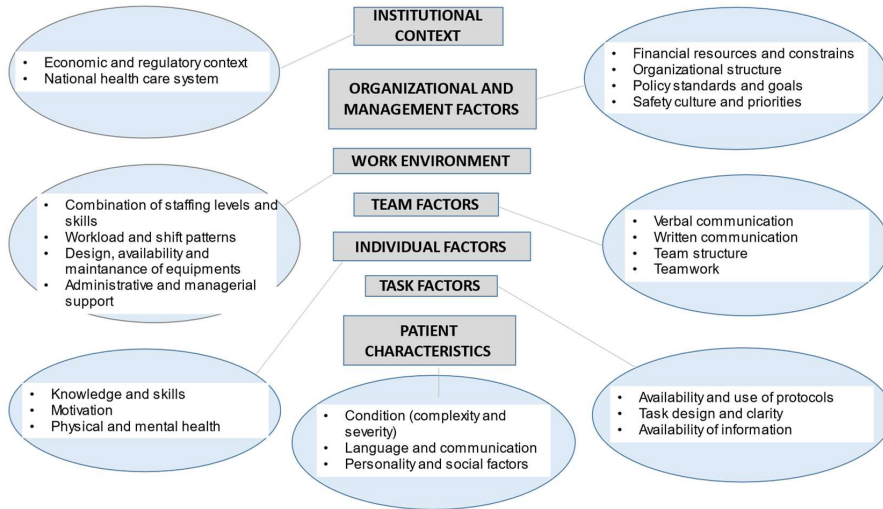 INSTITUTIONAL
CONTEXT
• Economic and regulatory context
• National health care system
ORGANIZATIONAL AND
MANAGEMENT FACTORS
• Financial resources and constrains
• Organizational structure
• Policy standards and goals
• Safety culture and priorities
WORK ENVIRONMENT
• Combination of staffing levels and
skills
• Workload and shift patterns
• Design, availability and
maintanance of equipments
• Administrative and managerial
support
TEAM FACTORS
• Verbal communication
• Written communication
• Team structure
• Teamwork
INDIVIDUAL FACTORS
• Knowledge and skills
• Motivation
• Physical and mental health
TASK FACTORS
• Availability and use of protocols
• Task design and clarity
• Availability of information
PATIENT
CHARACTERISTICS
• Condition (complexity and
severity)
• Language and communication
• Personality and social factors